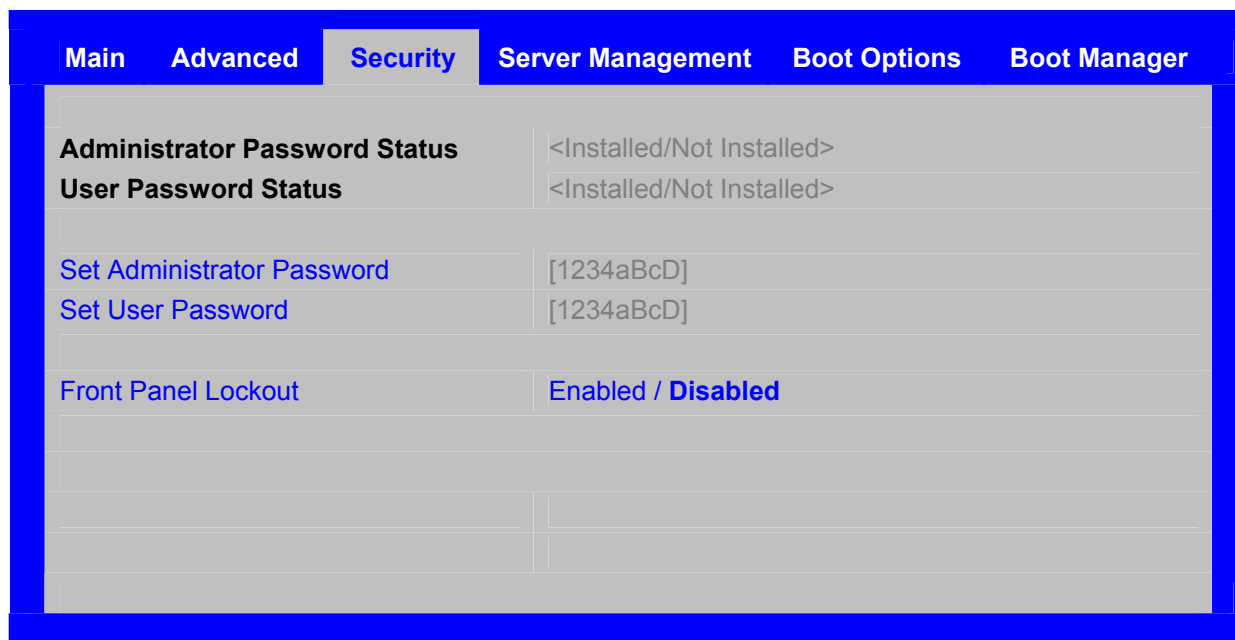 Main Advanced Security Server Management Boot Options Boot Manager
Administrator Password Status <Installed/Not Installed>
User Password Status <Installed/Not Installed>
Set Administrator Password [1234aBcD]
Set User Password [1234aBcD]
Front Panel Lockout Enabled / Disabled